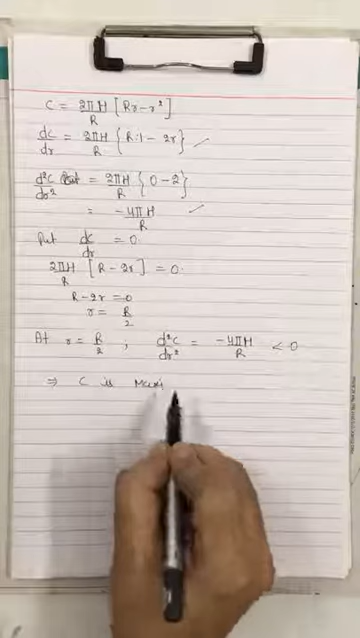 C = 2πH/R [Rr - r²]
dC/dr = 2πH/R {R·1 - 2r}
d²C/dr² = 2πH/R {0 - 2}
= -4πH/R
Put dC/dr = 0
2πH/R [R - 2r] = 0
R - 2r = 0
r = R/2
At r = R/2 ; d²C/dr² = -4πH/R < 0
⇒ C is Maxi